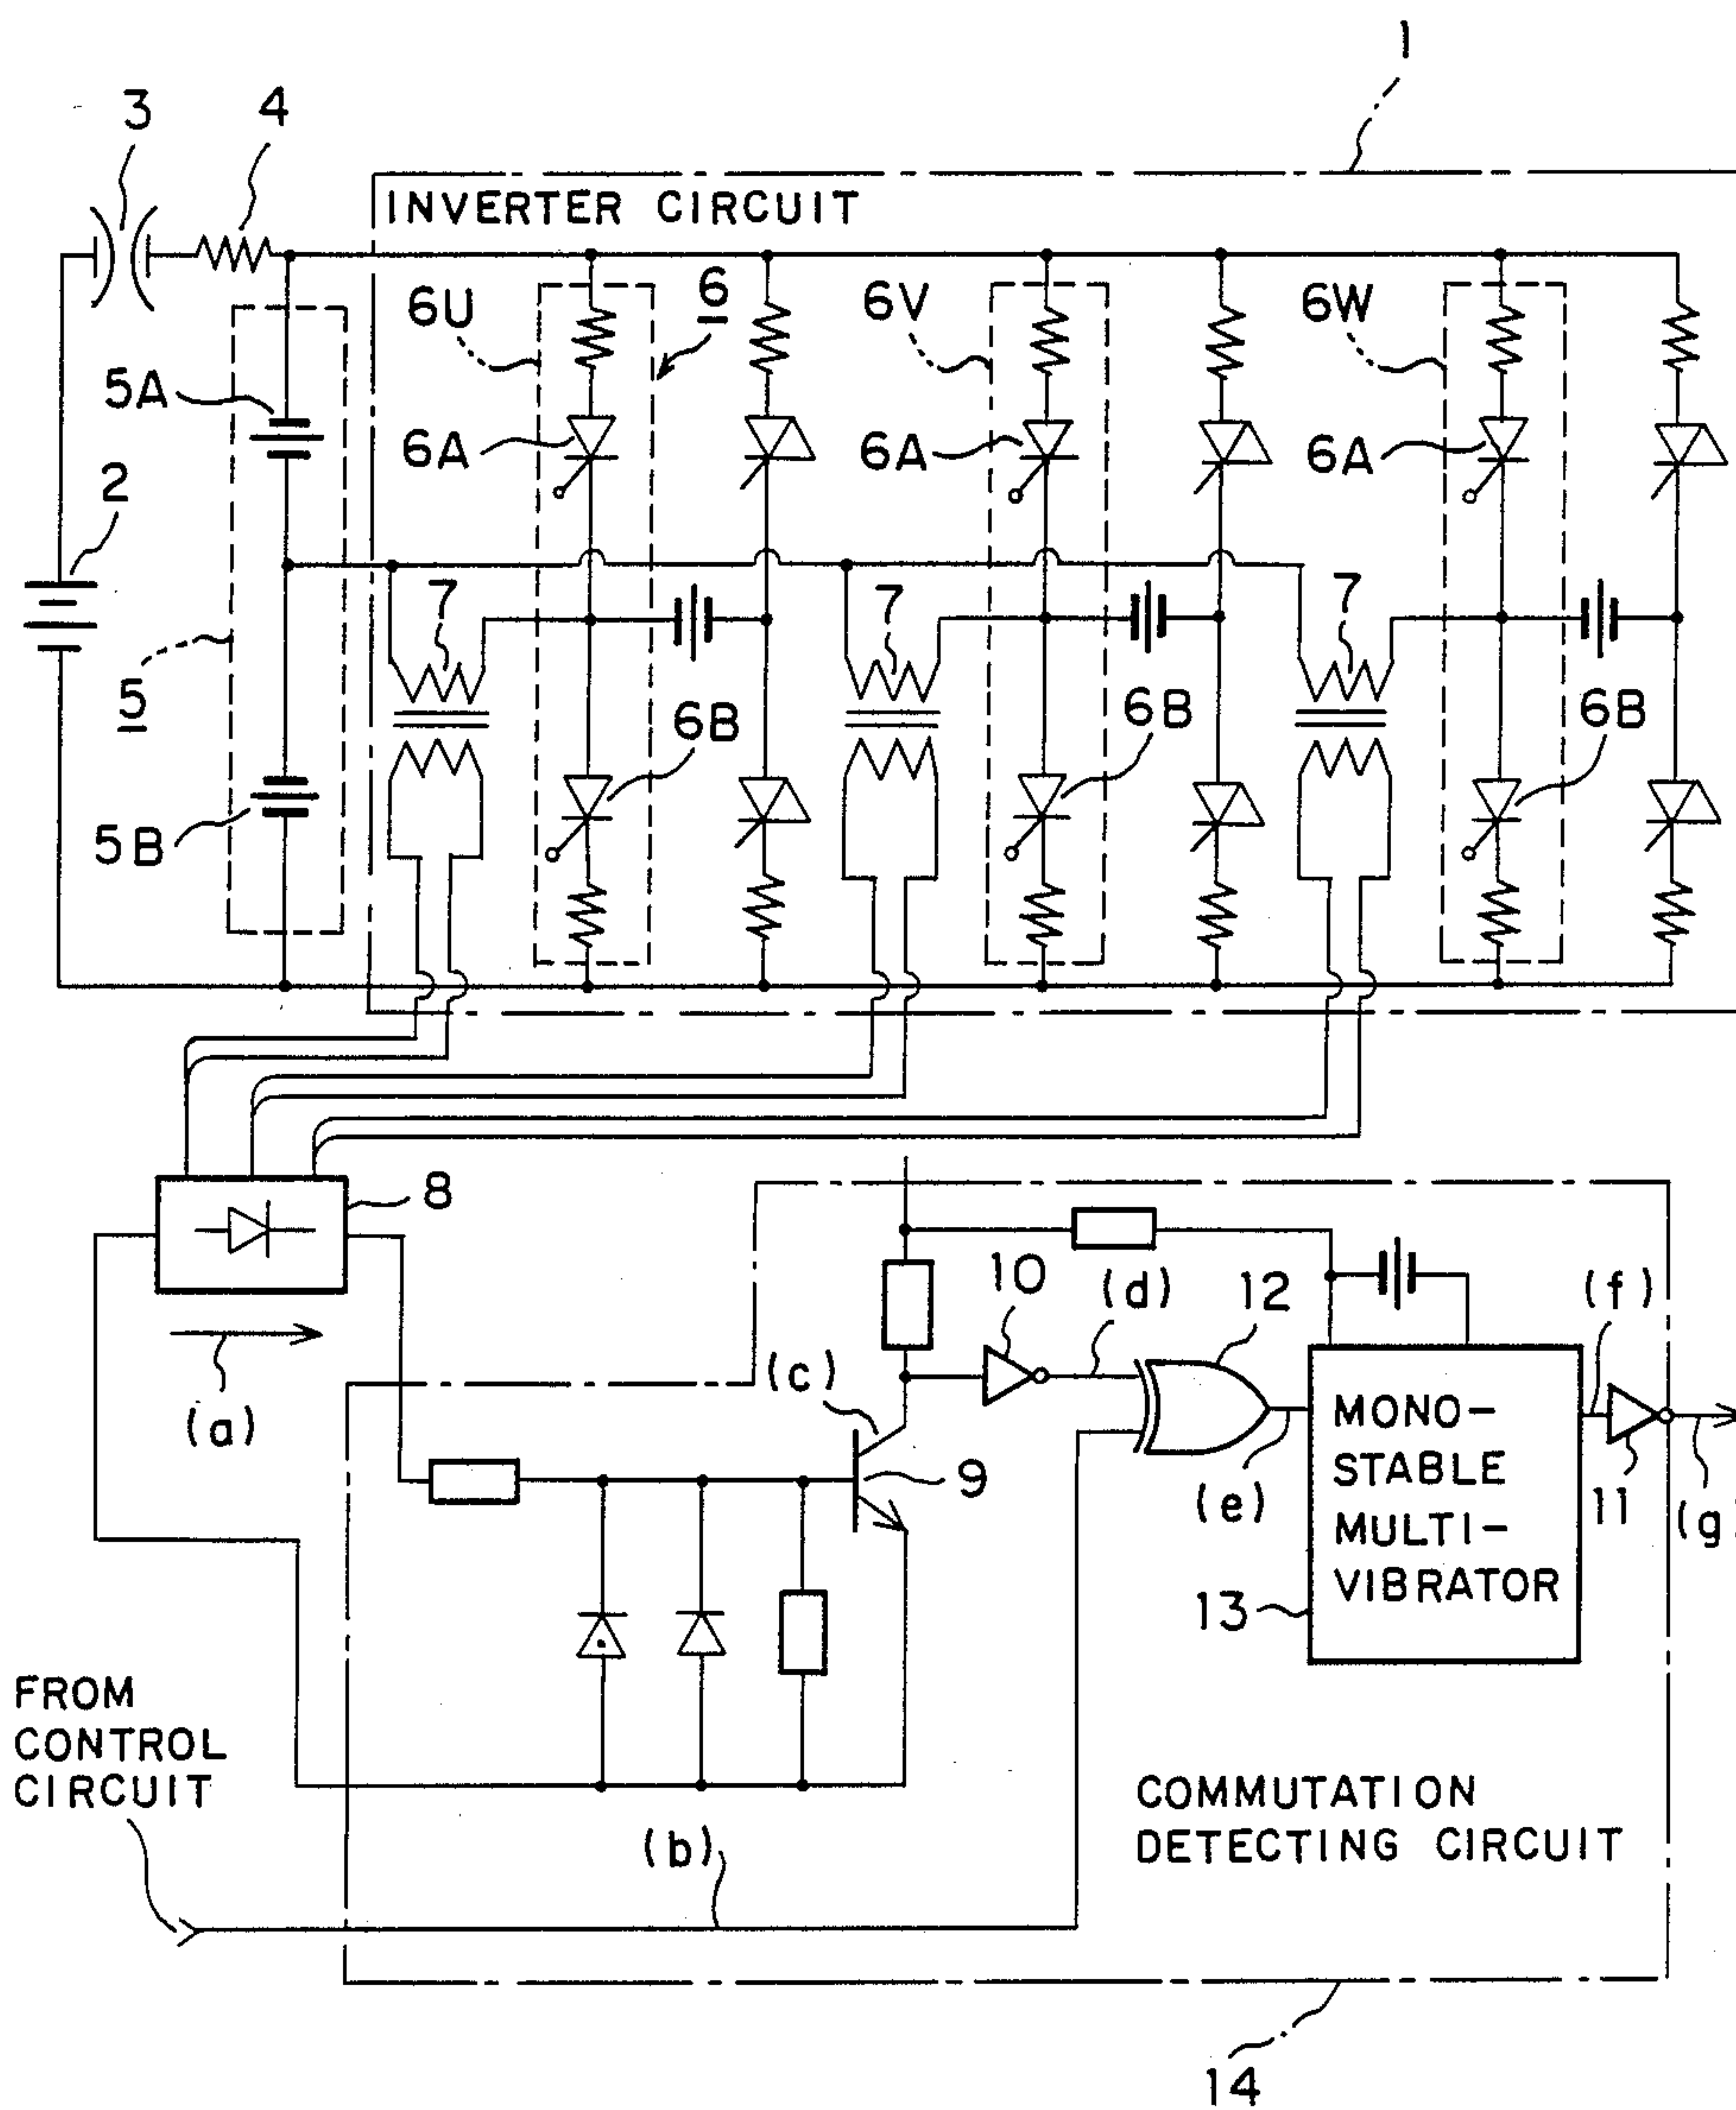 1
3
4
INVERTER CIRCUIT
6U
6
6V
6W
5A
6A
6A
6A
2
7
7
7
5
6B
6B
6B
5B
8
10
(d)
12
(f)
(a)
(c)
MONO-
STABLE
MULTI-
VIBRATOR
9
(e)
11
(g)
13
FROM
CONTROL
CIRCUIT
COMMUTATION
DETECTING CIRCUIT
(b)
14